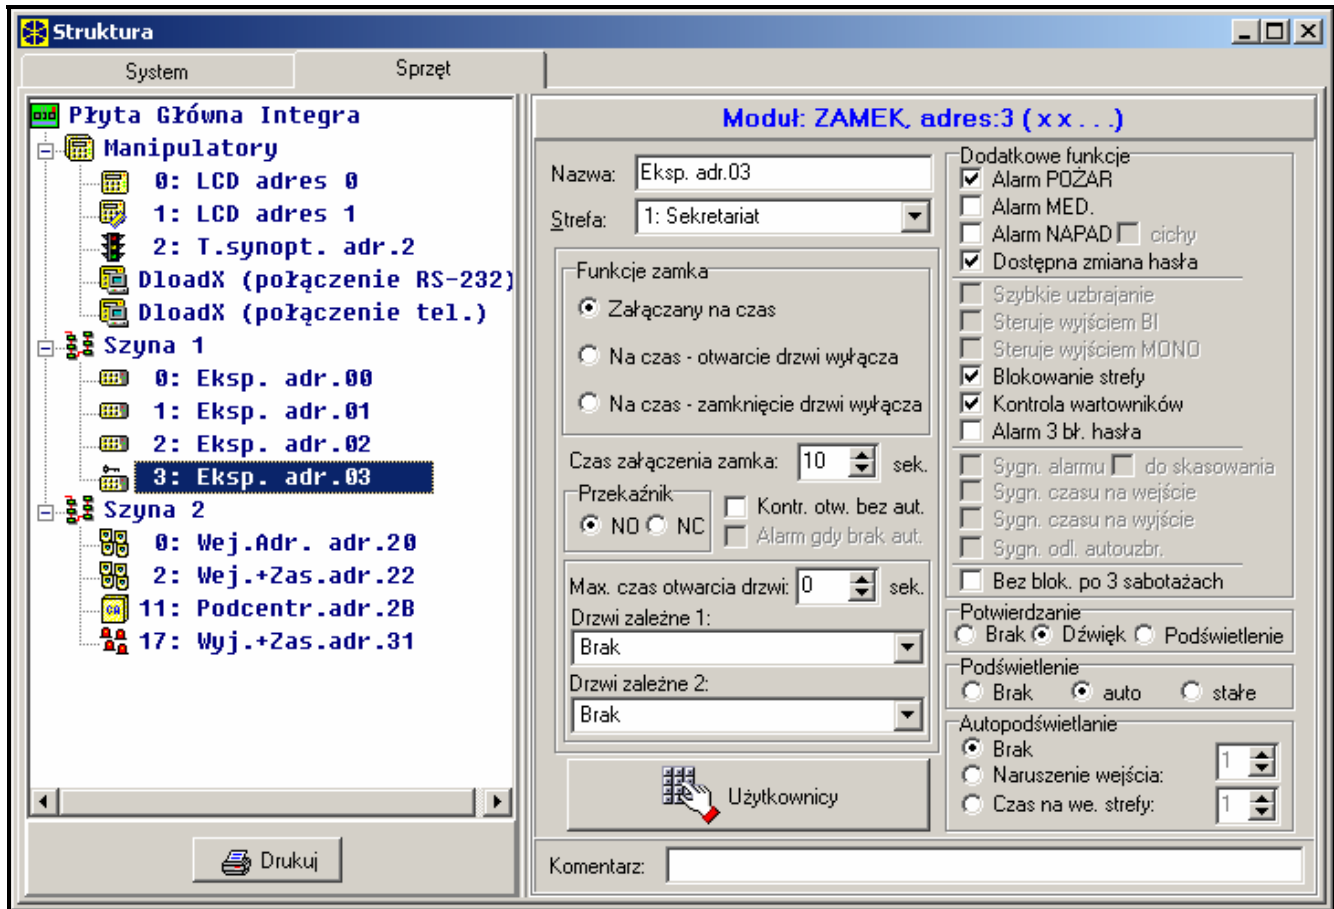 Struktura
System
Sprzęt
Płyta Główna Integra
Manipulatory
0: LCD adres 0
1: LCD adres 1
2: T.synopt. adr.2
DloadX (połączenie RS-232)
DloadX (połączenie tel.)
Szyna 1
0: Eksp. adr.00
1: Eksp. adr.01
2: Eksp. adr.02
3: Eksp. adr.03
Szyna 2
0: Wej.Adr. adr.20
2: Wej.+Zas.adr.22
CA
11: Podcentr.adr.2B
17: Wyj.+Zas.adr.31
Drukuj
Moduł: ZAMEK, adres:3 ( x x . . .)
Nazwa: Eksp. adr.03
Strefa: 1: Sekretariat
Funkcje zamka
Załączany na czas
Na czas - otwarcie drzwi wyłącza
Na czas - zamknięcie drzwi wyłącza
Czas załączenia zamka: 10 sek.
Przekaźnik
NO NC
Kontr. otw. bez aut.
Alarm gdy brak aut.
Max. czas otwarcia drzwi: 0 sek.
Drzwi zależne 1:
Brak
Drzwi zależne 2:
Brak
Użytkownicy
Dodatkowe funkcje
Alarm POŻAR
Alarm MED.
Alarm NAPAD cichy
Dostępna zmiana hasła
Szybkie uzbrajanie
Steruje wyjściem BI
Steruje wyjściem MONO
Blokowanie strefy
Kontrola wartowników
Alarm 3 bł. hasła
Sygn. alarmu do skasowania
Sygn. czasu na wejście
Sygn. czasu na wyjście
Sygn. odl. autouzbr.
Bez blok. po 3 sabotażach
Potwierdzanie
Brak Dźwięk Podświetlenie
Podświetlenie
Brak auto stałe
Autopodświetlanie
Brak
Naruszenie wejścia: 1
Czas na we. strefy: 1
Komentarz: